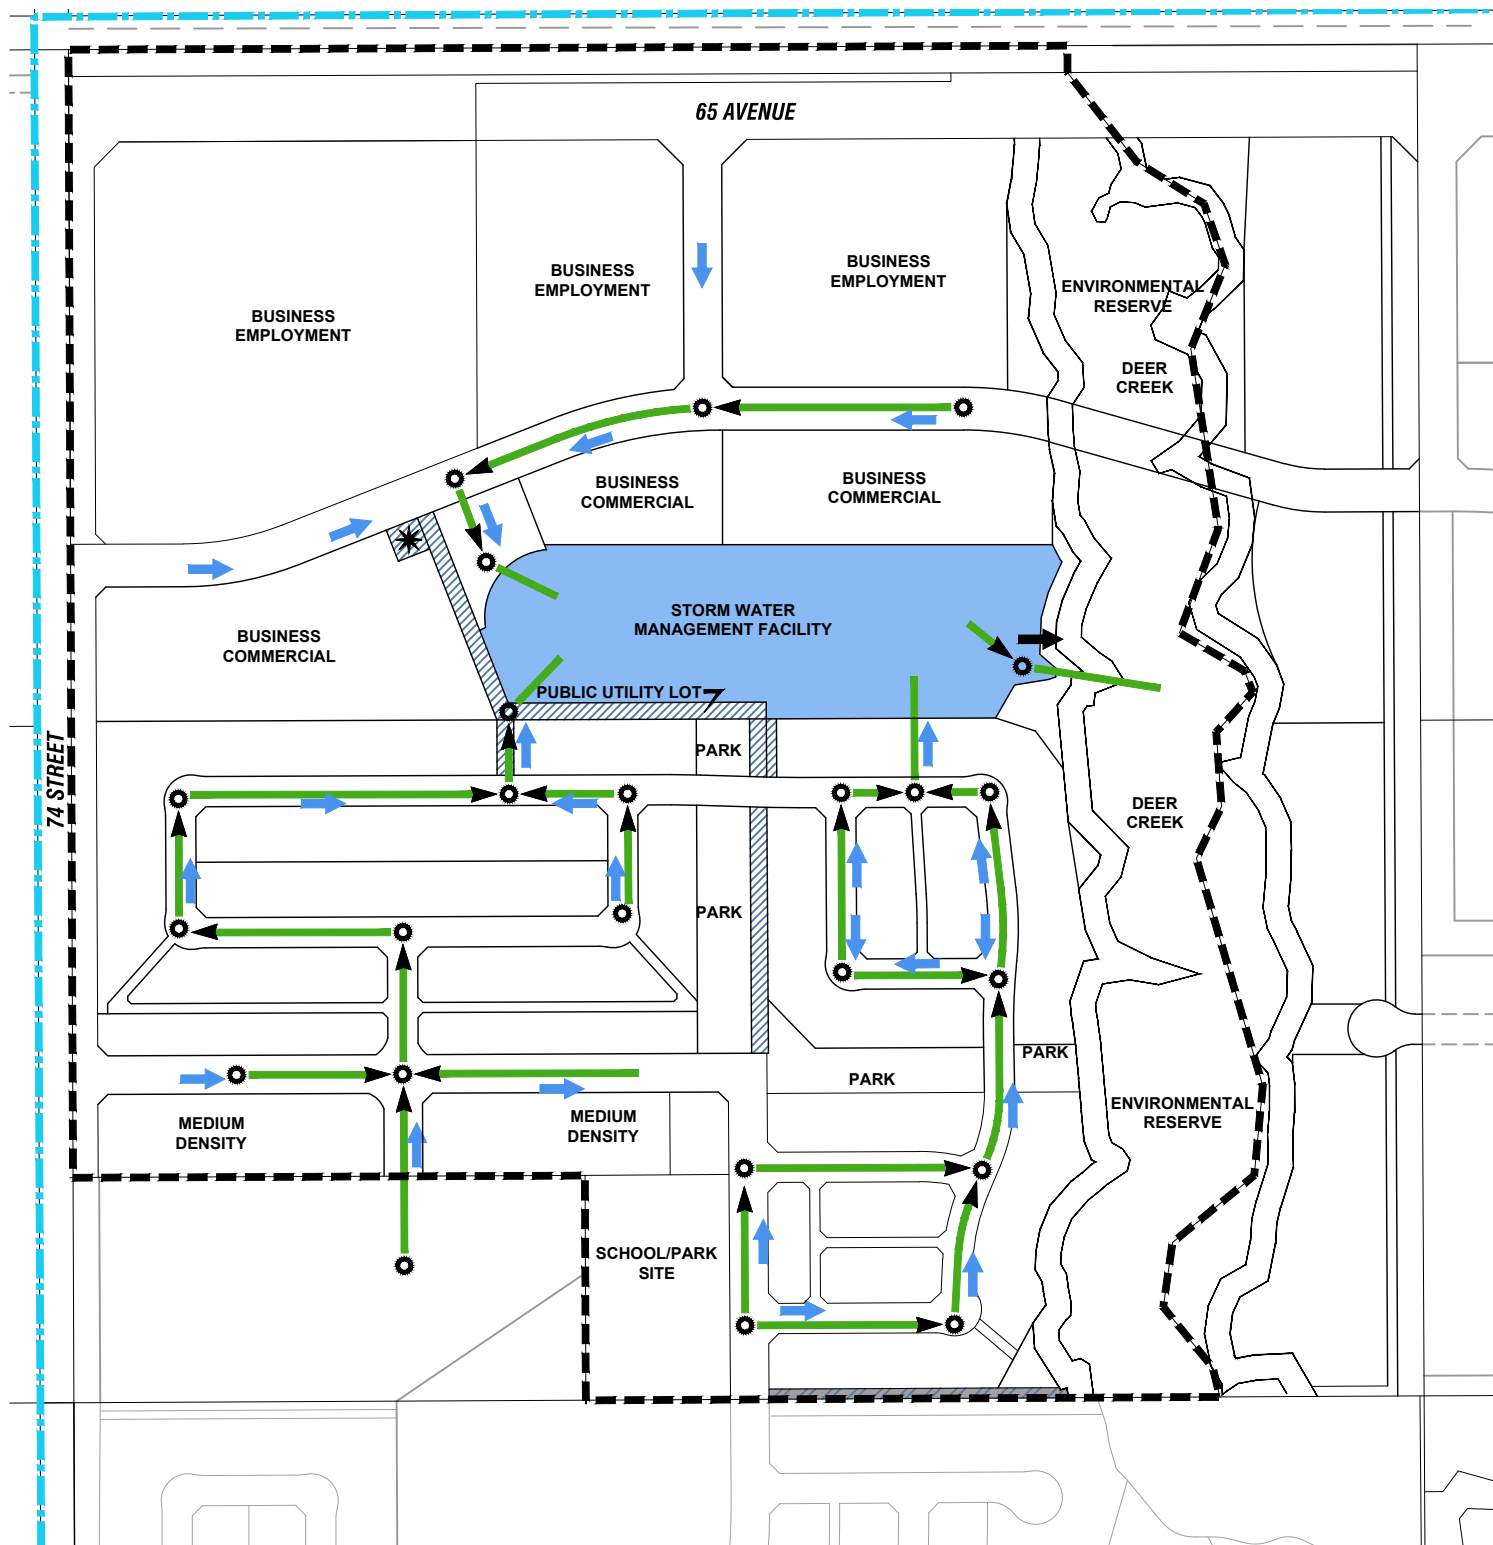 65 AVENUE
BUSINESS
EMPLOYMENT
BUSINESS
EMPLOYMENT
BUSINESS
EMPLOYMENT
ENVIRONMENTAL
RESERVE
DEER
CREEK
BUSINESS
COMMERCIAL
BUSINESS
COMMERCIAL
STORM WATER
MANAGEMENT FACILITY
BUSINESS
COMMERCIAL
PUBLIC UTILITY LOT
PARK
74 STREET
DEER
CREEK
PARK
PARK
PARK
MEDIUM
DENSITY
MEDIUM
DENSITY
ENVIRONMENTAL
RESERVE
SCHOOL/PARK
SITE